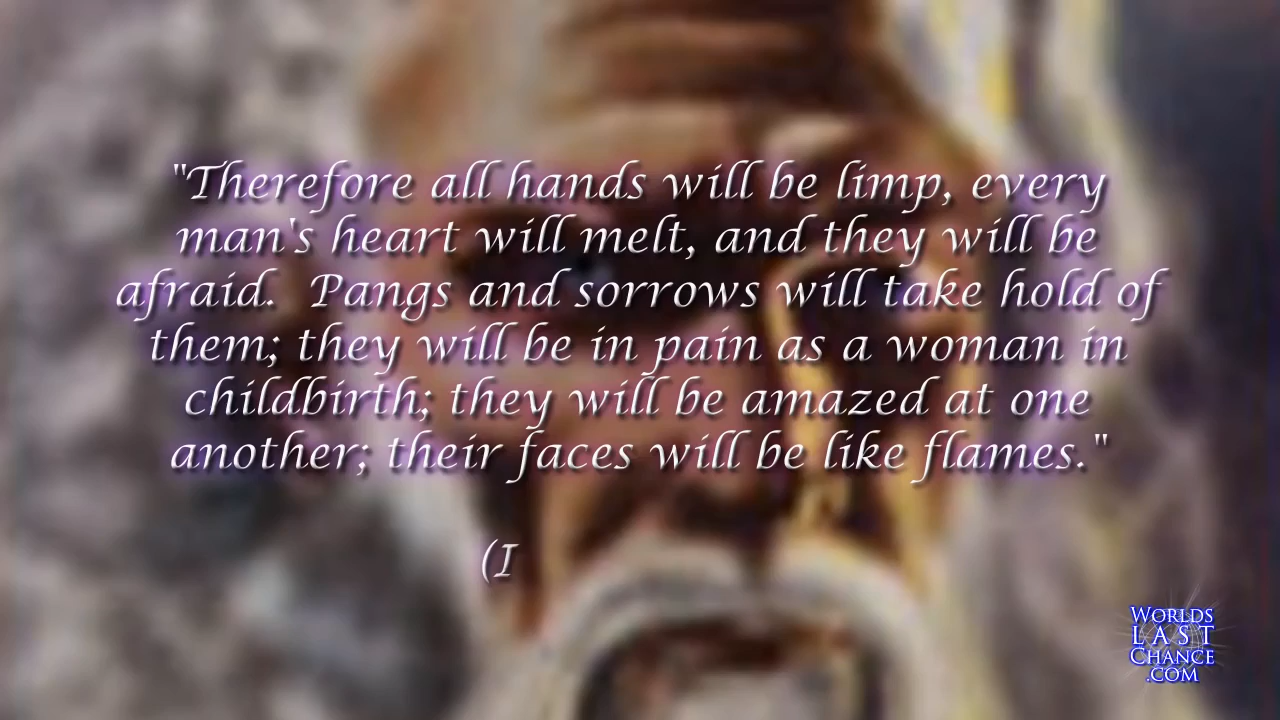 "Therefore all hands will be limp, every
man's heart will melt, and they will be
afraid.  Pangs and sorrows will take hold of
them; they will be in pain as a woman in
childbirth; they will be amazed at one
another; their faces will be like flames."
(I
WORLDS
LAST
CHANCE
.COM